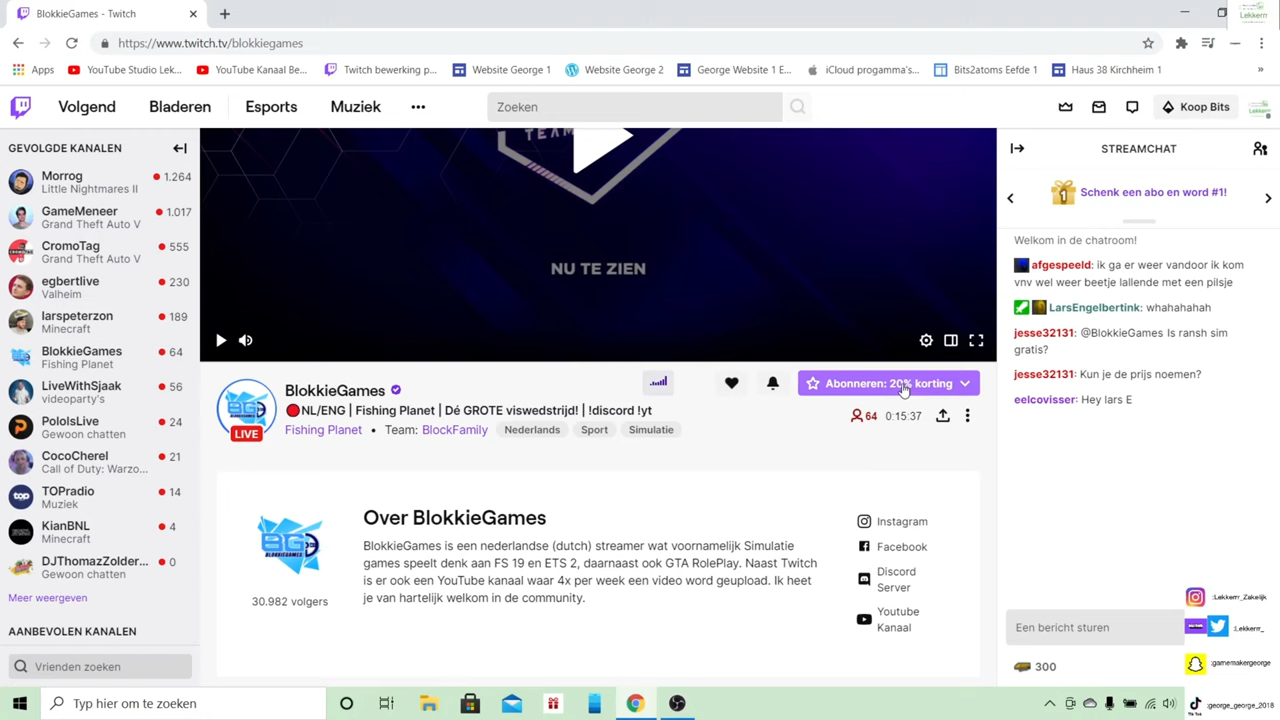 BlokkieGames - Twitch
Lekkerrr
https://www.twitch.tv/blokkiegames
Apps
YouTube Studio Lek...
YouTube Kanaal Be...
Twitch bewerking p...
Website George 1
Website George 2
George Website 1 E...
iCloud progamma's...
Bits2atoms Eefde 1
Haus 38 Kirchheim 1
Volgend
Bladeren
Esports
Muziek
Zoeken
Koop Bits
GEVOLGDE KANALEN
Morrog
1.264
Little Nightmares II
GameMeneer
1.017
Grand Theft Auto V
CromoTag
555
Grand Theft Auto V
egbertlive
230
Valheim
larspeterzon
189
Minecraft
BlokkieGames
64
Fishing Planet
LiveWithSjaak
56
videoparty's
PololsLive
24
Gewoon chatten
CocoCherel
21
Call of Duty: Warzo...
TOPradio
14
Muziek
KianBNL
4
Minecraft
DJThomazZolder...
0
Gewoon chatten
Meer weergeven
AANBEVOLEN KANALEN
Vrienden zoeken
TEAM
NU TE ZIEN
BlokkieGames
Abonneren: 20% korting
NL/ENG | Fishing Planet | Dé GROTE viswedstrijd! | !discord !yt
LIVE
Fishing Planet • Team: BlockFamily
Nederlands
Sport
Simulatie
64
0:15:37
Over BlokkieGames
BlokkieGames is een nederlandse (dutch) streamer wat voornamelijk Simulatie
games speelt denk aan FS 19 en ETS 2, daarnaast ook GTA RolePlay. Naast Twitch
is er ook een YouTube kanaal waar 4x per week een video word geupload. Ik heet
je van hartelijk welkom in de community.
30.982 volgers
Instagram
Facebook
Discord
Server
Youtube
Kanaal
STREAMCHAT
1
Schenk een abo en word #1!
Welkom in de chatroom!
afgespeeld: ik ga er weer vandoor ik kom
vnv wel weer beetje lallende met een pilsje
LarsEngelbertink: whahahahah
jesse32131: @BlokkieGames Is ransh sim
gratis?
jesse32131: Kun je de prijs noemen?
eelcovisser: Hey lars E
Een bericht sturen
300
:Lekkerrr_Zakelijk
:Lekkerrr_
:gamemakergeorge
:george_george_2018
Typ hier om te zoeken